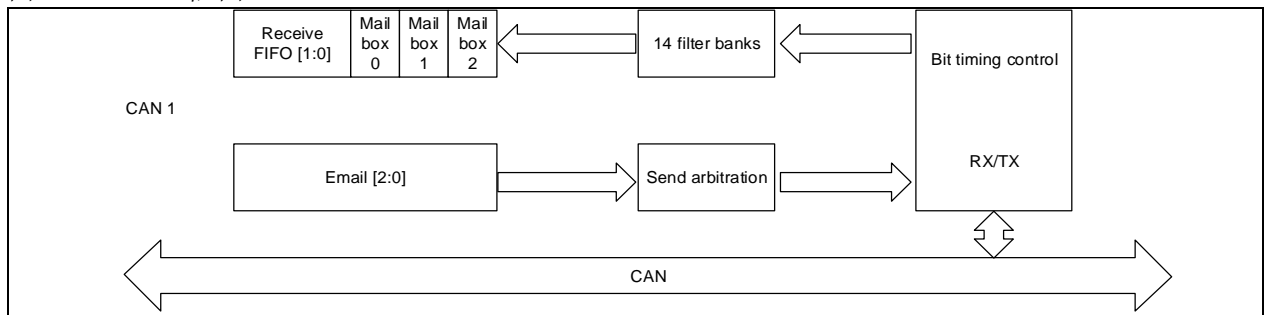 Receive
FIFO [1:0]
Mail
box
0
Mail
box
1
Mail
box
2
14 filter banks
Bit timing control
CAN 1
Email [2:0]
Send arbitration
RX/TX
CAN